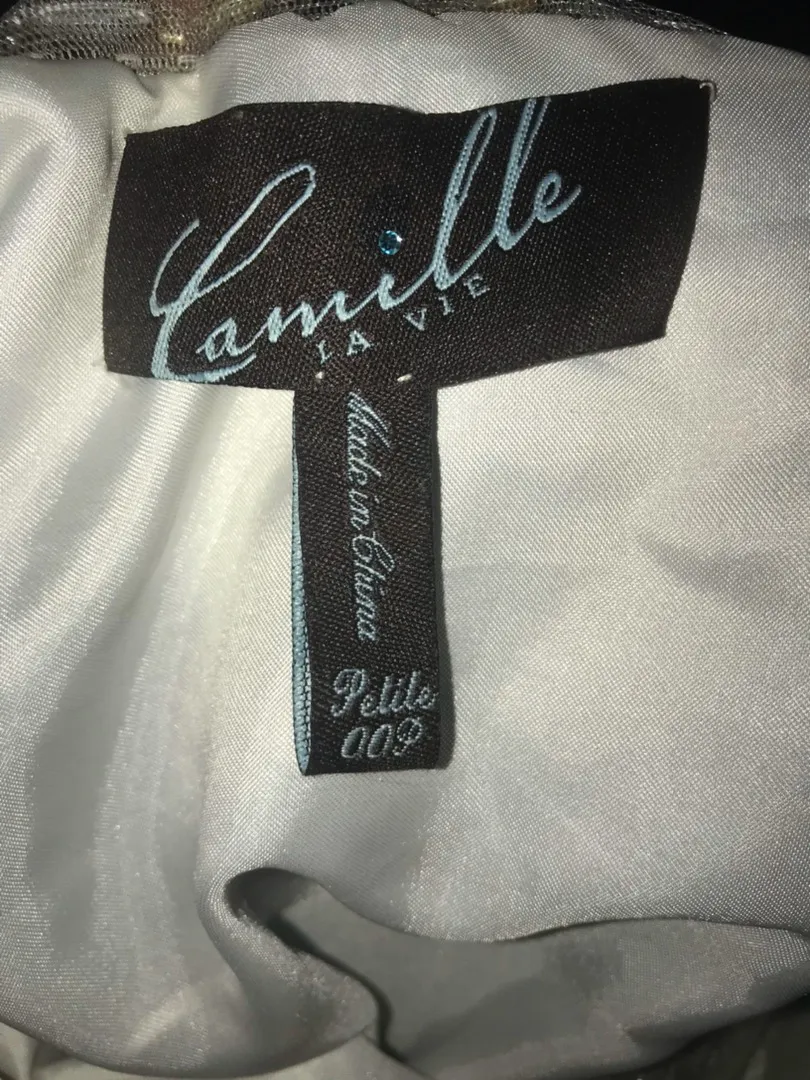 Camille
LA VIE
Made in China
Petite
00P